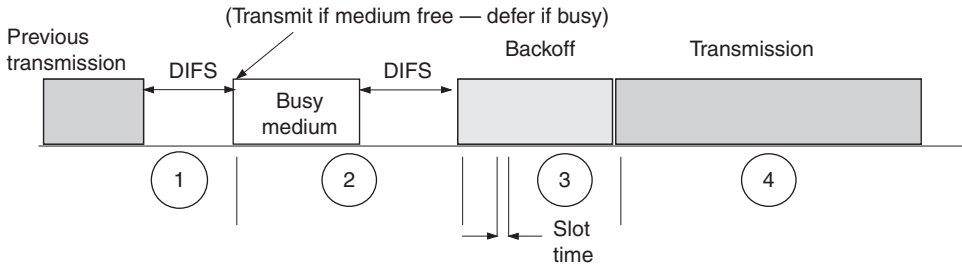 (Transmit if medium free — defer if busy)
Previous
transmission
DIFS
DIFS
Backoff
Transmission
Busy
medium
1
2
3
4
Slot
time